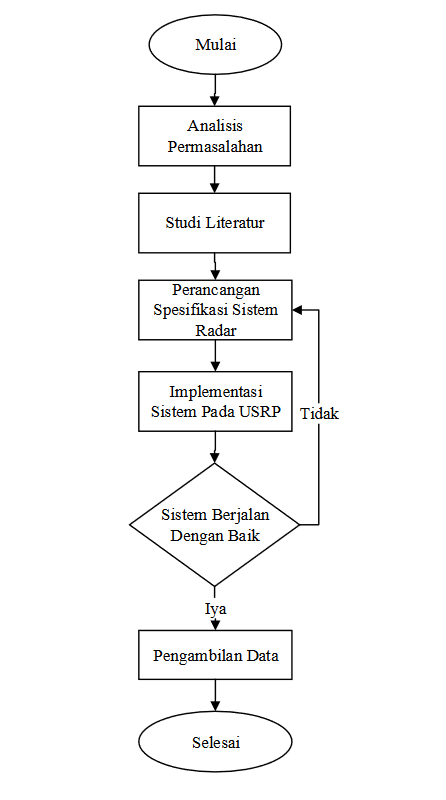 Mulai
Analisis
Permasalahan
Studi Literatur
Perancangan
Spesifikasi Sistem
Radar
Implementasi
Sistem Pada USRP
Tidak
Sistem Berjalan
Dengan Baik
Iya
Pengambilan Data
Selesai